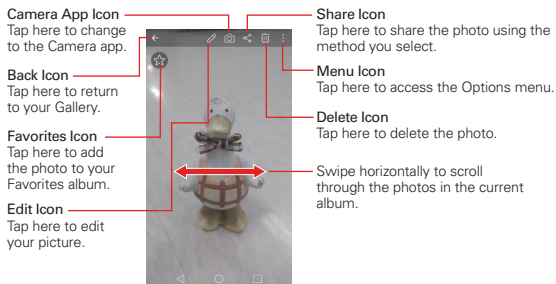 Camera App Icon
Tap here to change
to the Camera app.
Back Icon
Tap here to return
to your Gallery.
Favorites Icon
Tap here to add
the photo to your
Favorites album.
Edit Icon
Tap here to edit
your picture.
Share Icon
Tap here to share the photo using the
method you select.
Menu Icon
Tap here to access the Options menu.
Delete Icon
Tap here to delete the photo.
Swipe horizontally to scroll
through the photos in the current
album.